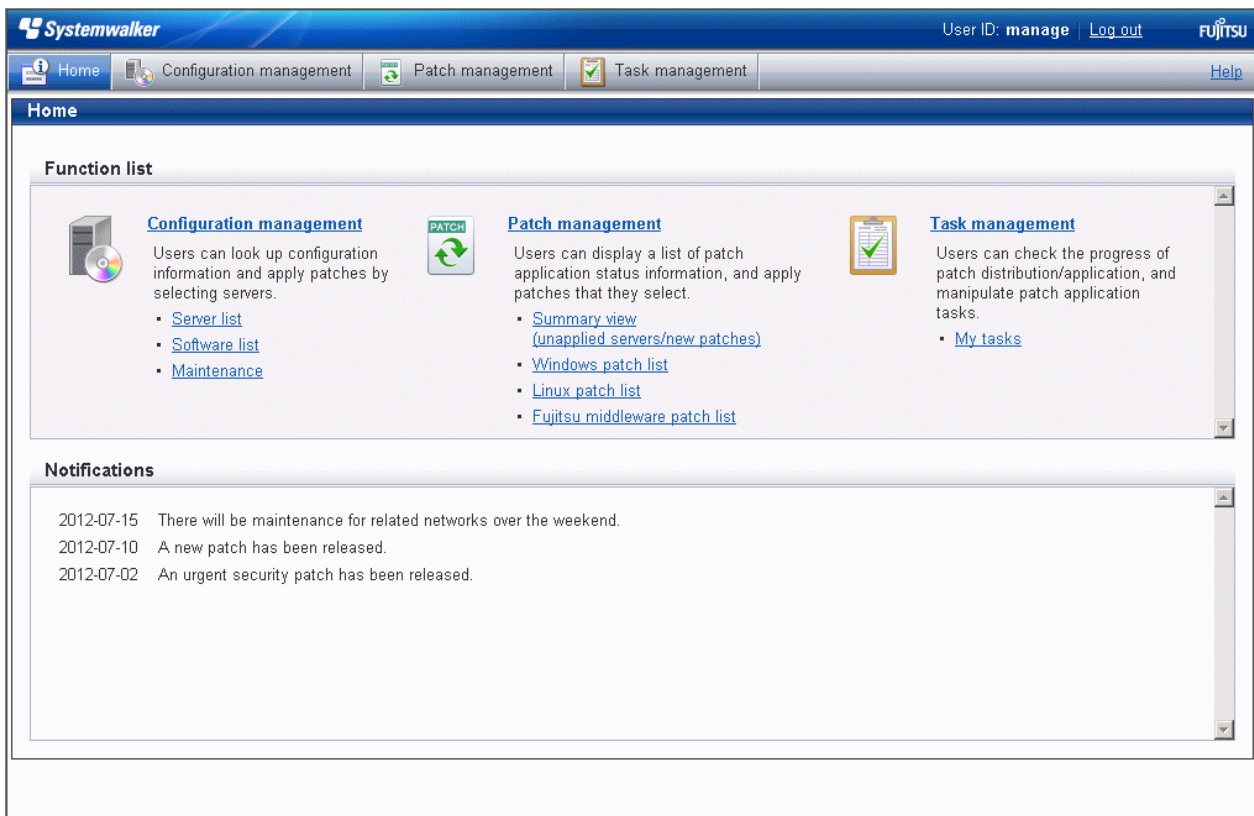 Systemwalker User ID: manage | Log out FUJITSU
Home Configuration management Patch management Task management Help
Home
Function list
Configuration management
Users can look up configuration
information and apply patches by
selecting servers.
▪ Server list
▪ Software list
▪ Maintenance
PATCH
Patch management
Users can display a list of patch
application status information, and apply
patches that they select.
▪ Summary view
(unapplied servers/new patches)
▪ Windows patch list
▪ Linux patch list
▪ Fujitsu middleware patch list
Task management
Users can check the progress of
patch distribution/application, and
manipulate patch application
tasks.
▪ My tasks
Notifications
2012-07-15 There will be maintenance for related networks over the weekend.
2012-07-10 A new patch has been released.
2012-07-02 An urgent security patch has been released.